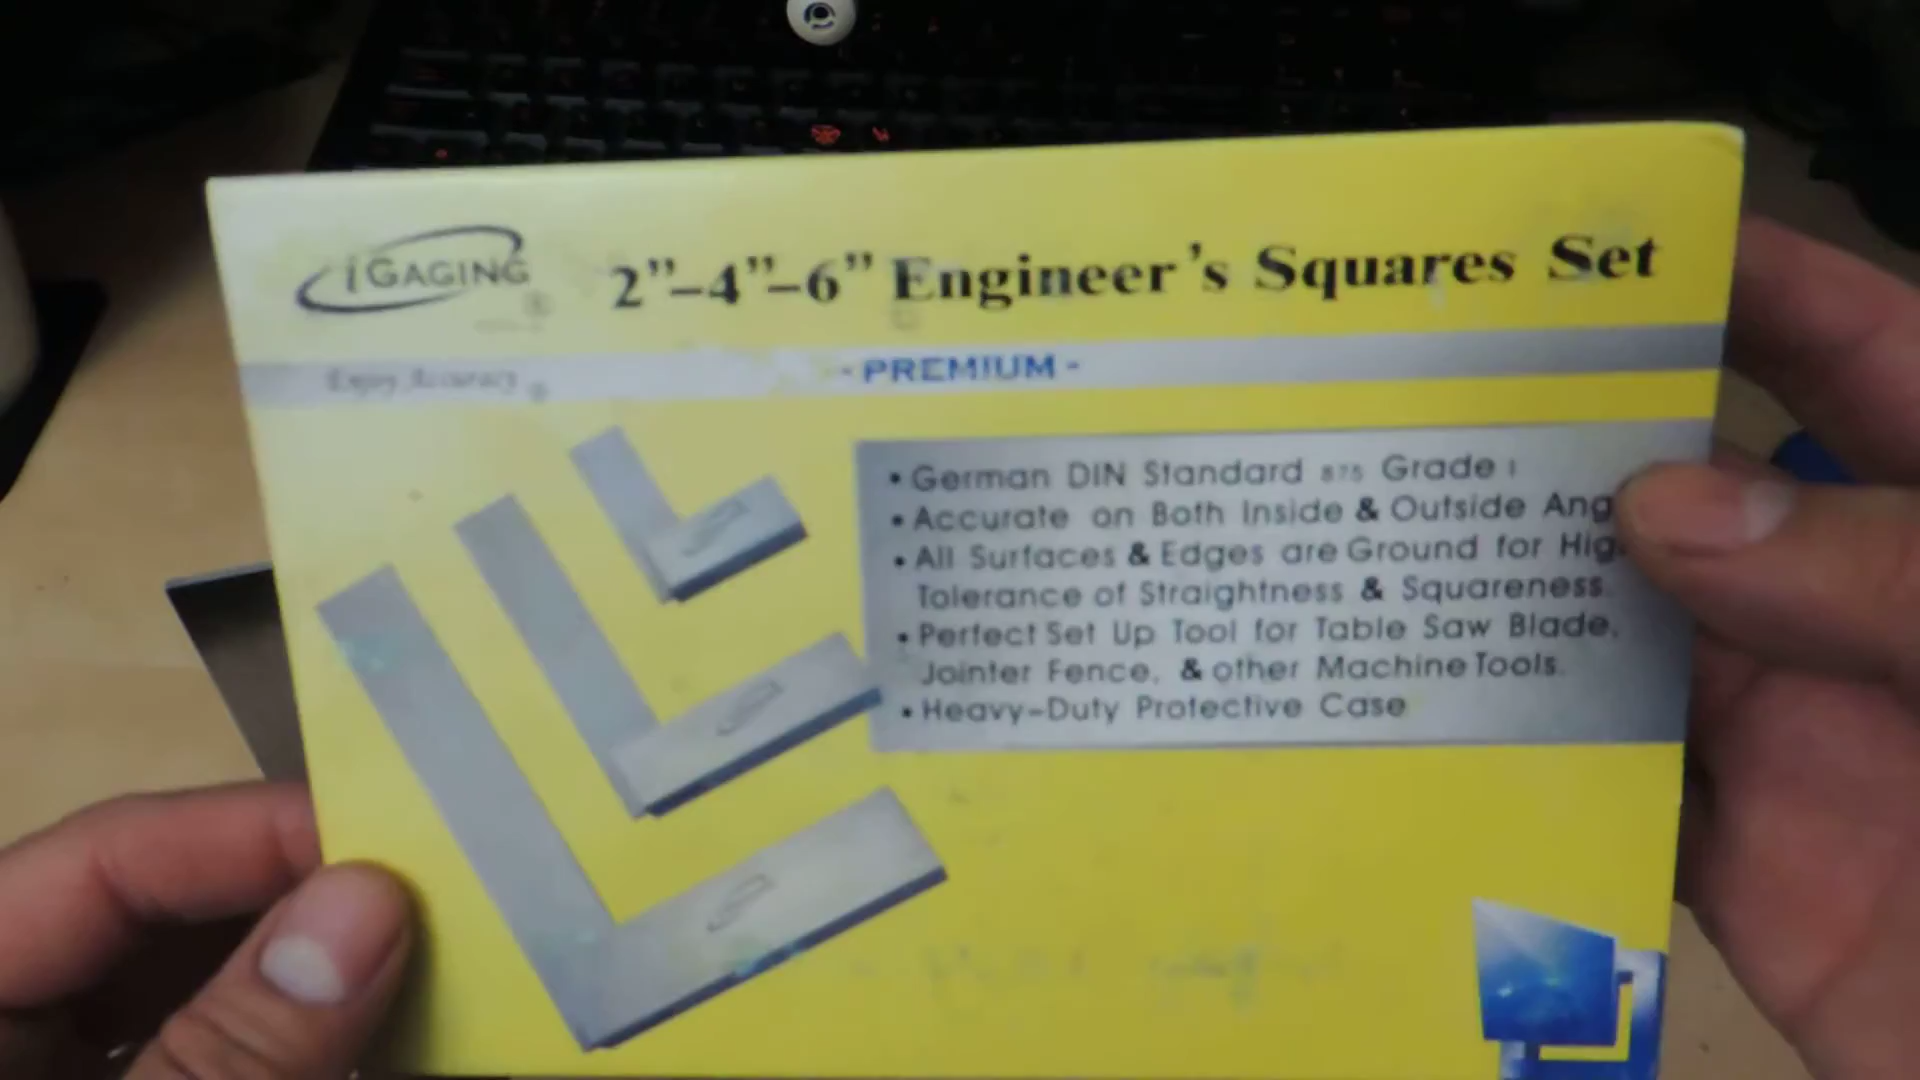 iGAGING ®
2”-4”-6” Engineer’s Squares Set
Enjoy Accuracy ®
- PREMIUM -
• German DIN Standard 875 Grade 1
• Accurate on Both Inside & Outside Ang
• All Surfaces & Edges are Ground for Hig
Tolerance of Straightness & Squareness.
• Perfect Set Up Tool for Table Saw Blade,
Jointer Fence, & other Machine Tools.
• Heavy-Duty Protective Case